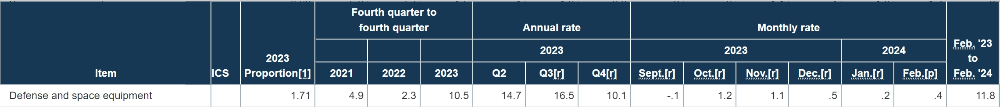 Fourth quarter to
fourth quarter
Annual rate
Monthly rate
Feb. '23
to
Feb. '24
2023
2023
2024
Item
ICS
2023
Proportion[1]
2021
2022
2023
Q2
Q3[r]
Q4[r]
Sept.[r]
Oct.[r]
Nov.[r]
Dec.[r]
Jan.[r]
Feb.[p]
Defense and space equipment 1.71 4.9 2.3 10.5 14.7 16.5 10.1 -.1 1.2 1.1 .5 .2 .4 11.8